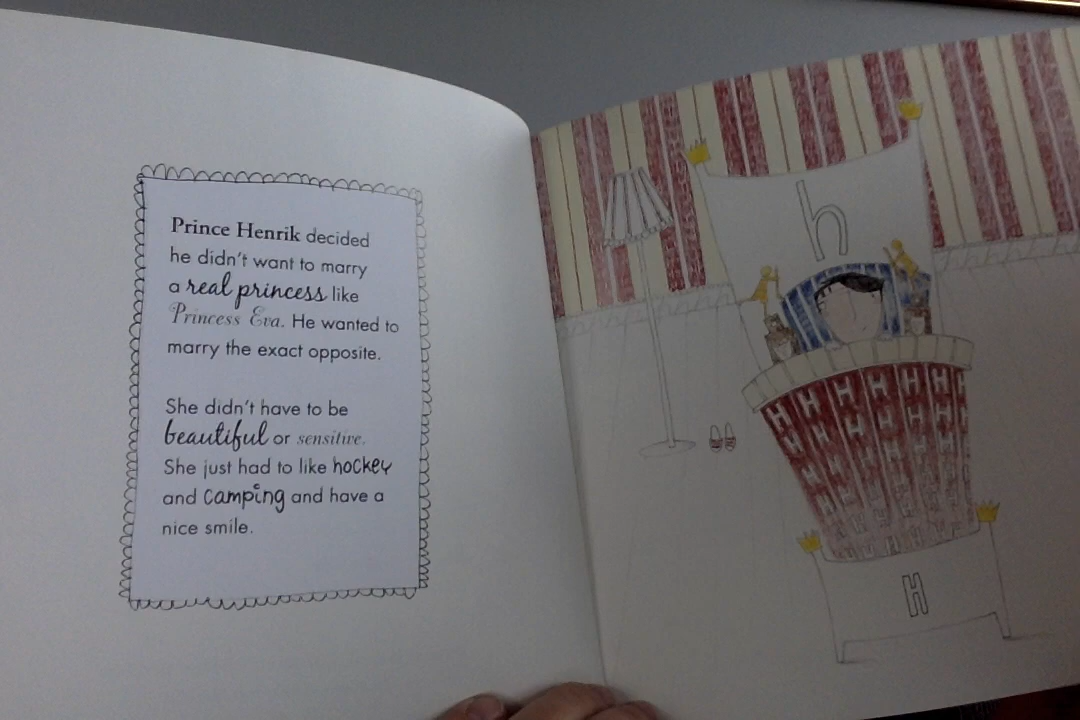 Prince Henrik decided
he didn't want to marry
a real princess like
Princess Eva. He wanted to
marry the exact opposite.
She didn't have to be
beautiful or sensitive.
She just had to like hockey
and camping and have a
nice smile.
h
H